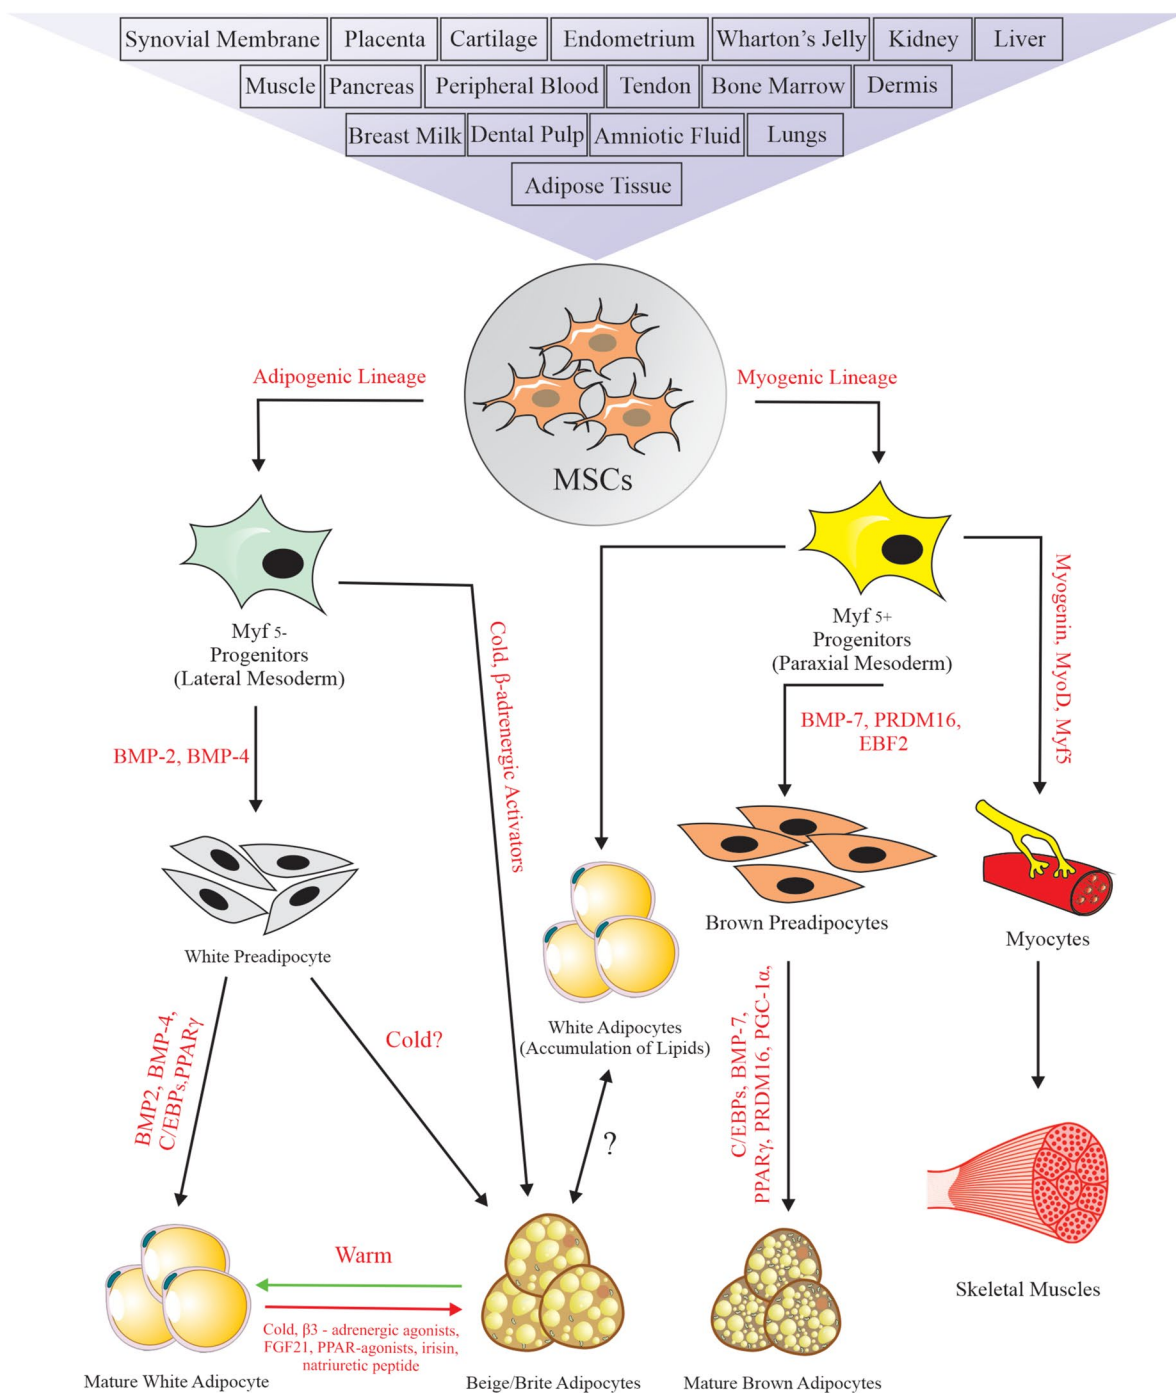 Synovial Membrane
Placenta
Cartilage
Endometrium
Wharton's Jelly
Kidney
Liver
Muscle
Pancreas
Peripheral Blood
Tendon
Bone Marrow
Dermis
Breast Milk
Dental Pulp
Amniotic Fluid
Lungs
Adipose Tissue
Adipogenic Lineage
Myogenic Lineage
MSCs
Myf 5-
Progenitors
(Lateral Mesoderm)
Myf 5+
Progenitors
(Paraxial Mesoderm)
Cold, β-adrenergic Activators
Myogenin, MyoD, Myf5
BMP-2, BMP-4
BMP-7, PRDM16,
EBF2
White Preadipocyte
Brown Preadipocytes
Myocytes
BMP2, BMP-4,
C/EBPs,PPARγ
Cold?
White Adipocytes
(Accumulation of Lipids)
C/EBPs, BMP-7,
PPARγ, PRDM16, PGC-1α,
?
Warm
Cold, β3 - adrenergic agonists,
FGF21, PPAR-agonists, irisin,
natriuretic peptide
Skeletal Muscles
Mature White Adipocyte
Beige/Brite Adipocytes
Mature Brown Adipocytes